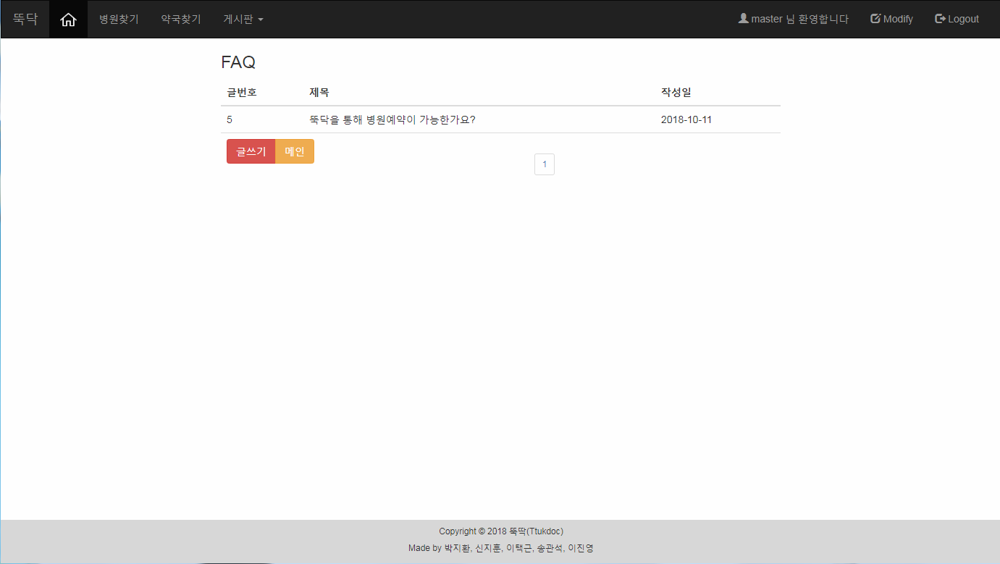 뚝닥 병원찾기 약국찾기 게시판 master 님 환영합니다 Modify Logout
FAQ
글번호 제목 작성일
5 뚝닥을 통해 병원예약이 가능한가요? 2018-10-11
글쓰기 메인
1
Copyright © 2018 뚝딱(Ttukdoc)
Made by 박지환, 신지훈, 이택근, 송관석, 이진영